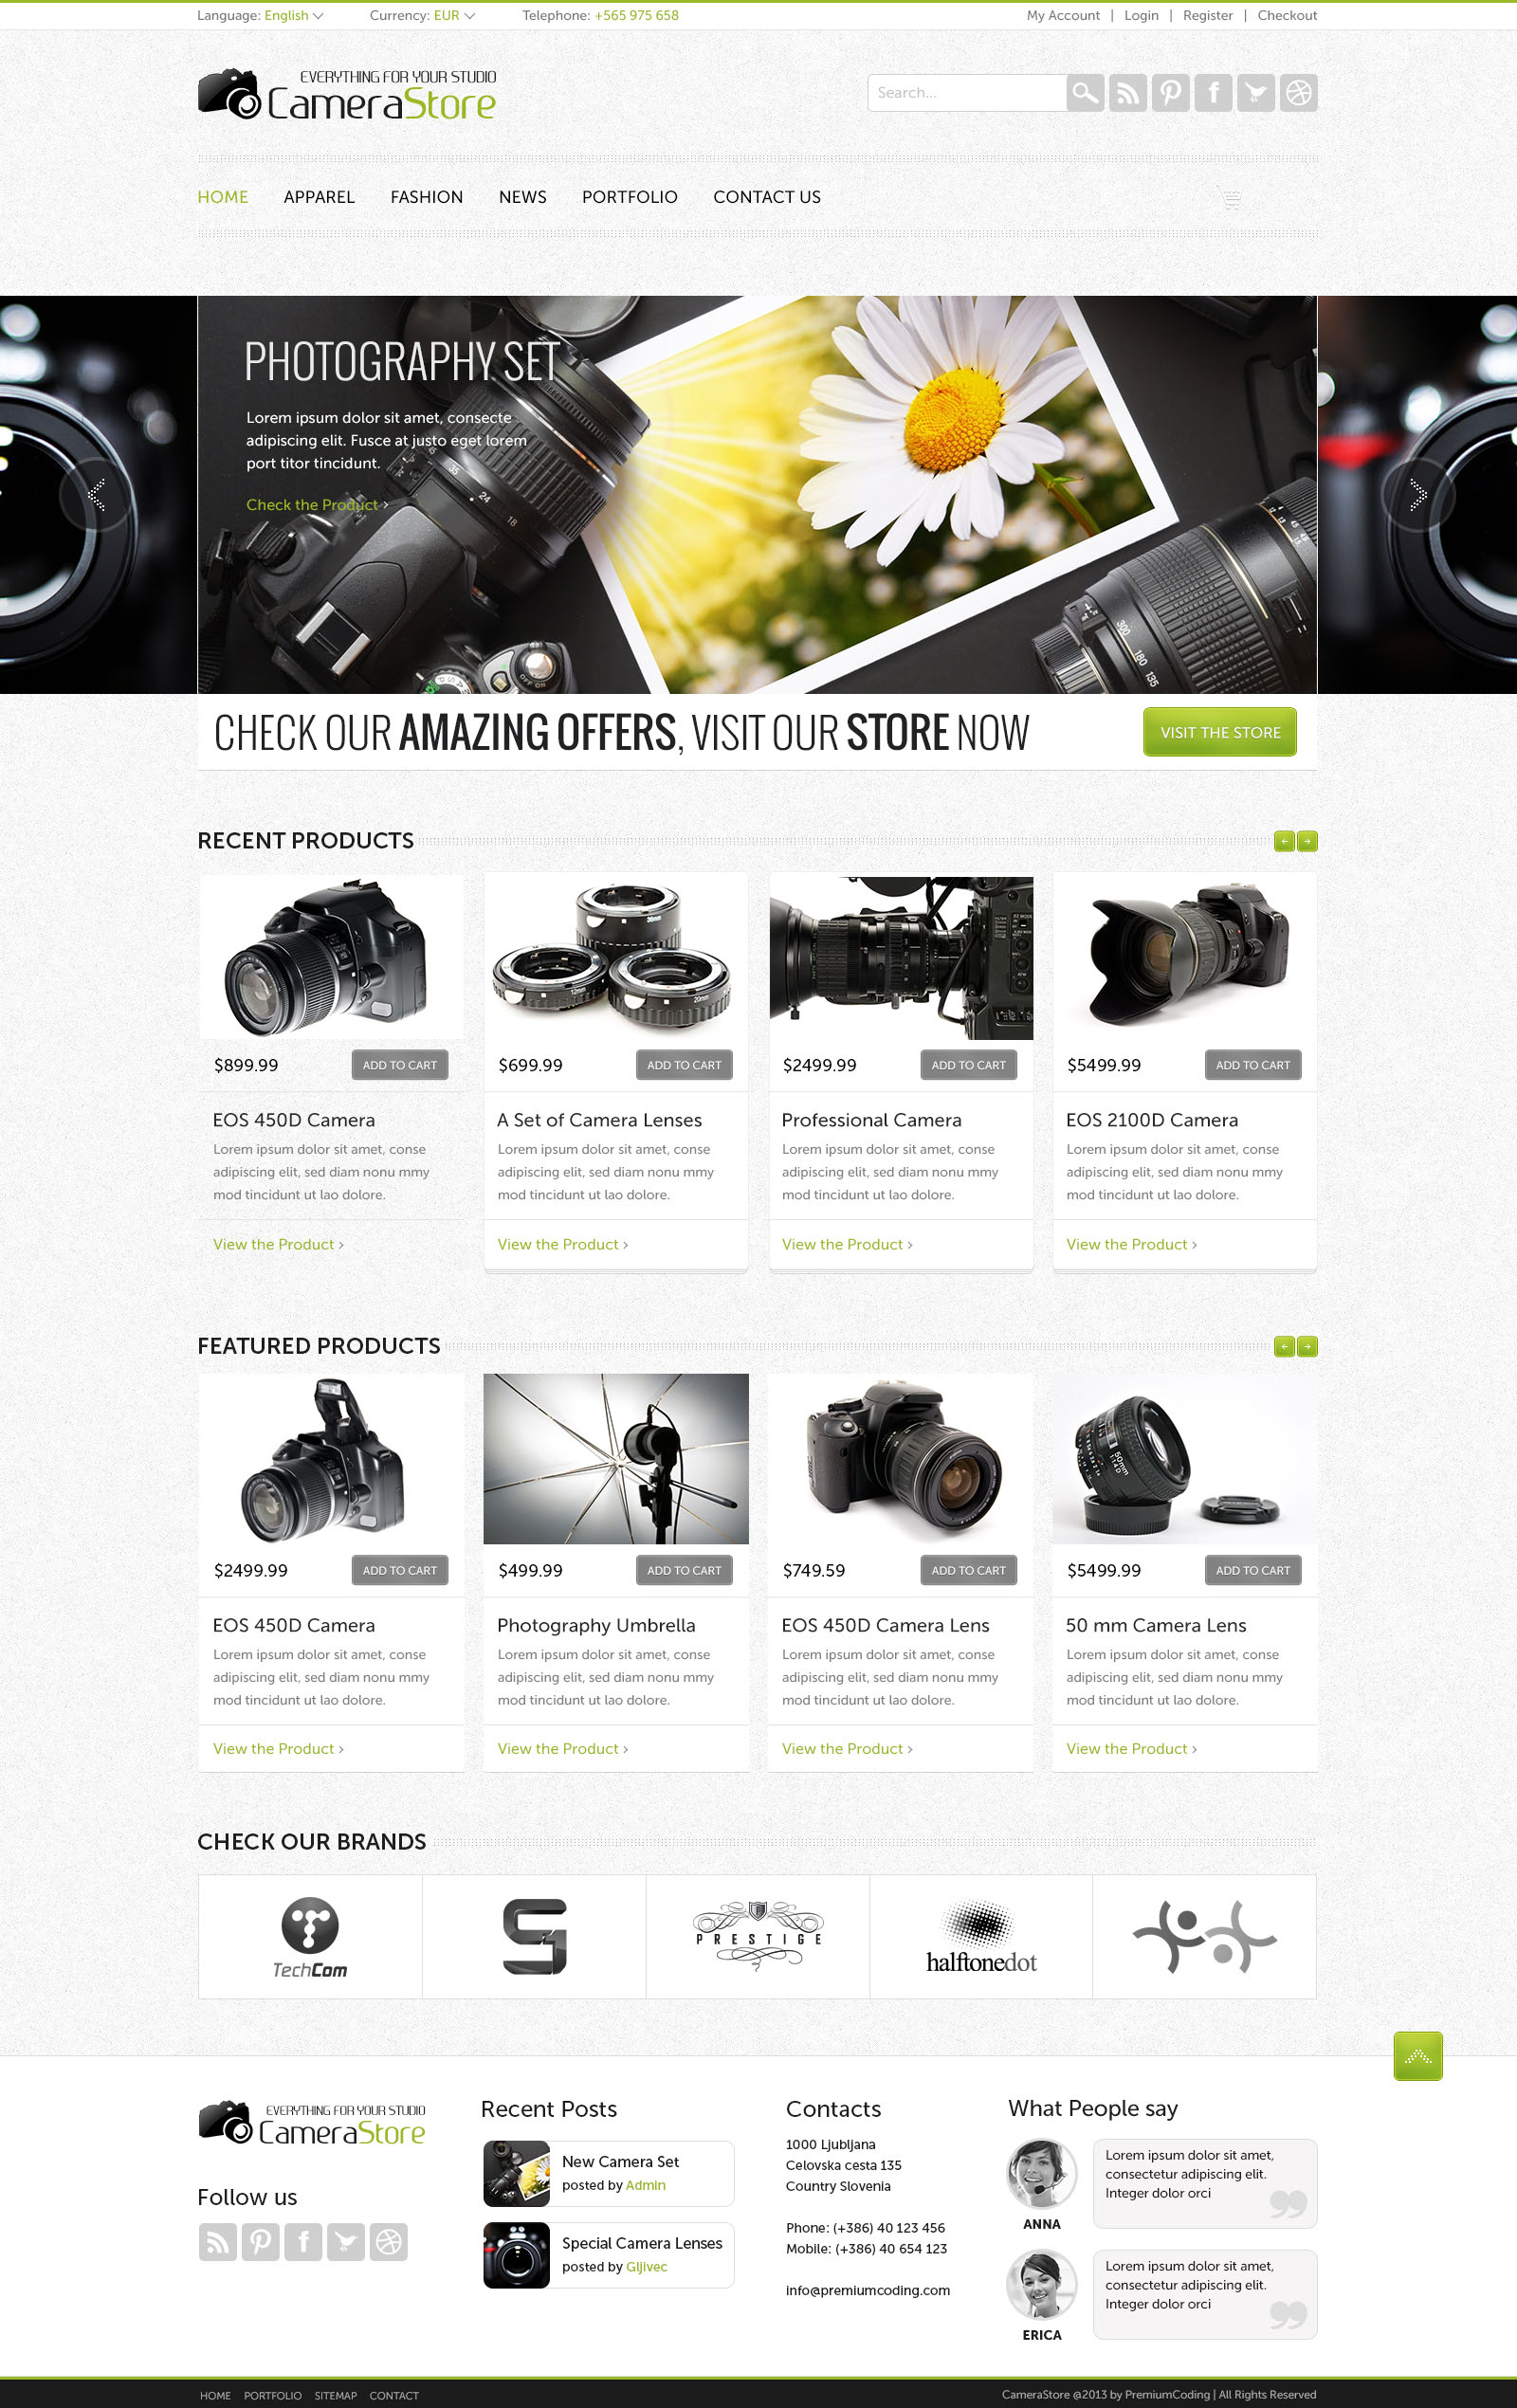 Language: English
Currency: EUR
Telephone: +565 975 658
My Account | Login | Register | Checkout
EVERYTHING FOR YOUR STUDIO
CameraStore
Search...
HOME APPAREL FASHION NEWS PORTFOLIO CONTACT US
PHOTOGRAPHY SET
Lorem ipsum dolor sit amet, consecte
adipiscing elit. Fusce at justo eget lorem
port titor tincidunt.
Check the Product ›
35
24
18
ON
OFF
300
180
135
CHECK OUR AMAZING OFFERS, VISIT OUR STORE NOW
VISIT THE STORE
RECENT PRODUCTS
36mm
12mm
20mm
$899.99
ADD TO CART
EOS 450D Camera
Lorem ipsum dolor sit amet, conse
adipiscing elit, sed diam nonu mmy
mod tincidunt ut lao dolore.
View the Product ›
$699.99
ADD TO CART
A Set of Camera Lenses
Lorem ipsum dolor sit amet, conse
adipiscing elit, sed diam nonu mmy
mod tincidunt ut lao dolore.
View the Product ›
$2499.99
ADD TO CART
Professional Camera
Lorem ipsum dolor sit amet, conse
adipiscing elit, sed diam nonu mmy
mod tincidunt ut lao dolore.
View the Product ›
$5499.99
ADD TO CART
EOS 2100D Camera
Lorem ipsum dolor sit amet, conse
adipiscing elit, sed diam nonu mmy
mod tincidunt ut lao dolore.
View the Product ›
FEATURED PRODUCTS
$2499.99
ADD TO CART
EOS 450D Camera
Lorem ipsum dolor sit amet, conse
adipiscing elit, sed diam nonu mmy
mod tincidunt ut lao dolore.
View the Product ›
$499.99
ADD TO CART
Photography Umbrella
Lorem ipsum dolor sit amet, conse
adipiscing elit, sed diam nonu mmy
mod tincidunt ut lao dolore.
View the Product ›
$749.59
ADD TO CART
EOS 450D Camera Lens
Lorem ipsum dolor sit amet, conse
adipiscing elit, sed diam nonu mmy
mod tincidunt ut lao dolore.
View the Product ›
50mm
$5499.99
ADD TO CART
50 mm Camera Lens
Lorem ipsum dolor sit amet, conse
adipiscing elit, sed diam nonu mmy
mod tincidunt ut lao dolore.
View the Product ›
CHECK OUR BRANDS
TechCom
PRESTIGE
halftonedot
EVERYTHING FOR YOUR STUDIO
CameraStore
Follow us
Recent Posts
New Camera Set
posted by Admin
Special Camera Lenses
posted by Gljivec
Contacts
1000 Ljubljana
Celovska cesta 135
Country Slovenia
Phone: (+386) 40 123 456
Mobile: (+386) 40 654 123
info@premiumcoding.com
What People say
Lorem ipsum dolor sit amet,
consectetur adipiscing elit.
Integer dolor orci
ANNA
Lorem ipsum dolor sit amet,
consectetur adipiscing elit.
Integer dolor orci
ERICA
HOME PORTFOLIO SITEMAP CONTACT
CameraStore @2013 by PremiumCoding | All Rights Reserved